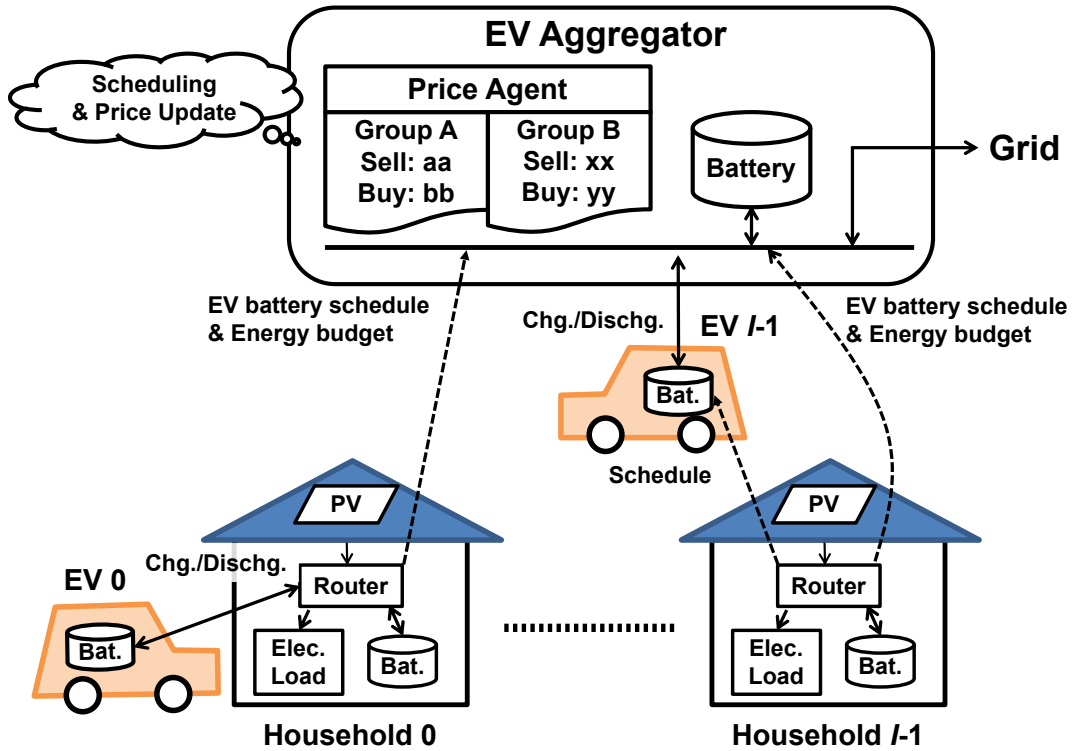 EV Aggregator
Scheduling
& Price Update
Price Agent
Group A
Sell: aa
Buy: bb
Group B
Sell: xx
Buy: yy
Battery
Grid
EV battery schedule
& Energy budget
Chg./Dischg.
EV I-1
EV battery schedule
& Energy budget
Bat.
Schedule
PV
PV
Chg./Dischg.
EV 0
Router
Router
Bat.
Elec.
Load
Bat.
Elec.
Load
Bat.
Household 0
Household I-1